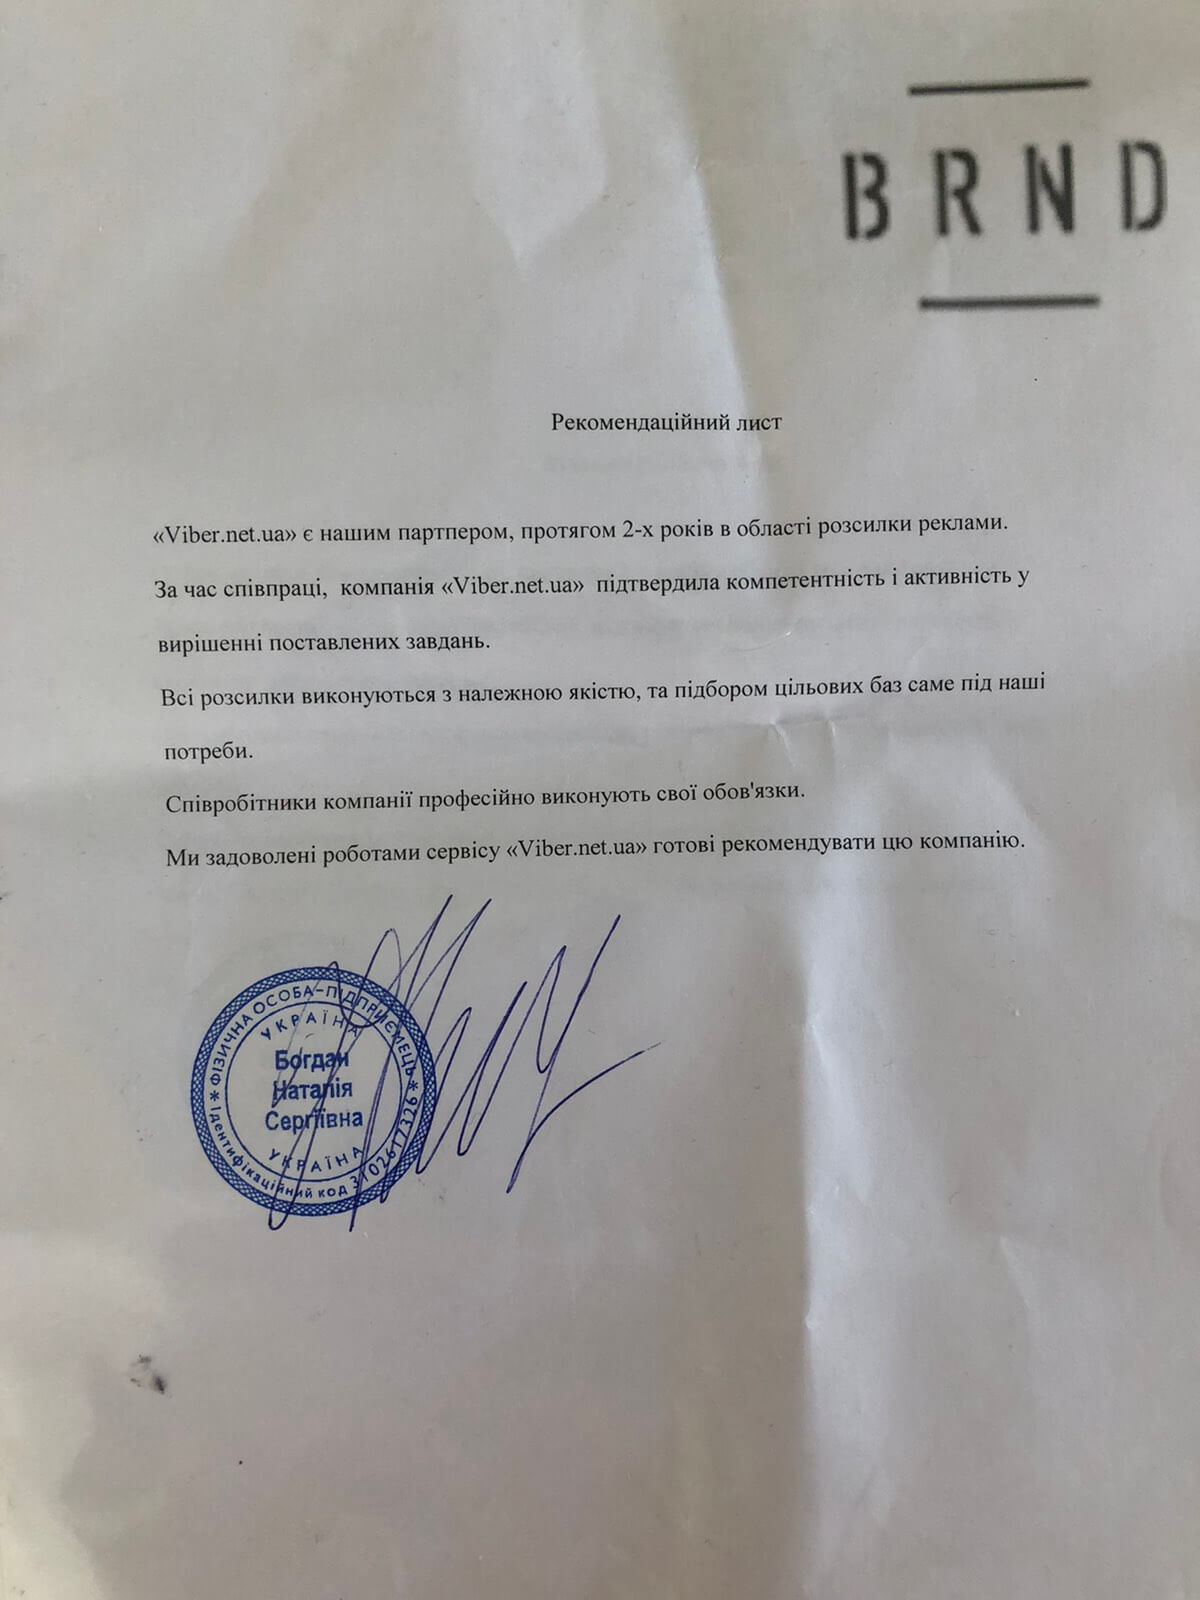 BRND
Рекомендаційний лист
«Viber.net.ua» є нашим партпером, протягом 2-х років в області розсилки реклами.
За час співпраці, компанія «Viber.net.ua» підтвердила компетентність і активність у
вирішенні поставлених завдань.
Всі розсилки виконуються з належною якістю, та підбором цільових баз саме під наші
потреби.
Співробітники компанії професійно виконують свої обов'язки.
Ми задоволені роботами сервісу «Viber.net.ua» готові рекомендувати цю компанію.
* ФІЗИЧНА ОСОБА-ПІДПРИЄМЕЦЬ *
УКРАЇНА
Богдан
Наталія
Сергіївна
УКРАЇНА
Ідентифікаційний код 3102617326